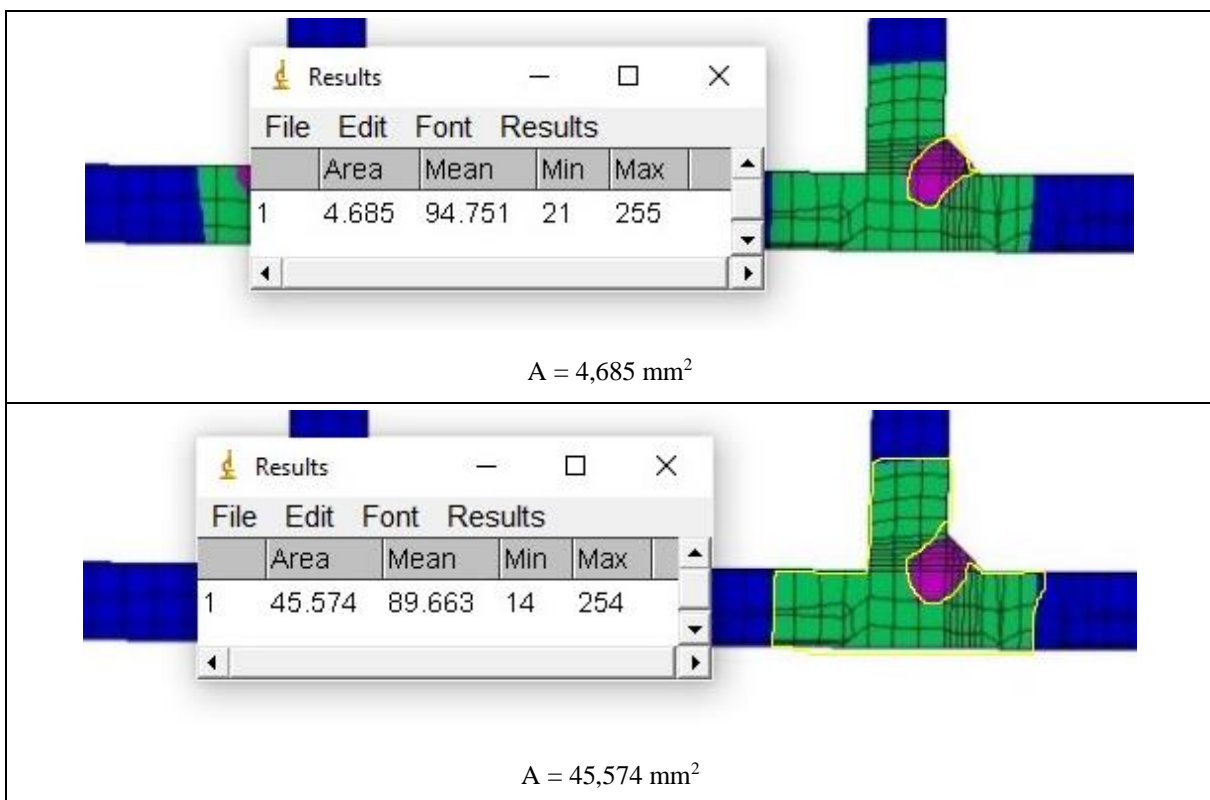 Results
File Edit Font Results
Area Mean Min Max
1 4.685 94.751 21 255
A = 4,685 mm²
Results
File Edit Font Results
Area Mean Min Max
1 45.574 89.663 14 254
A = 45,574 mm²